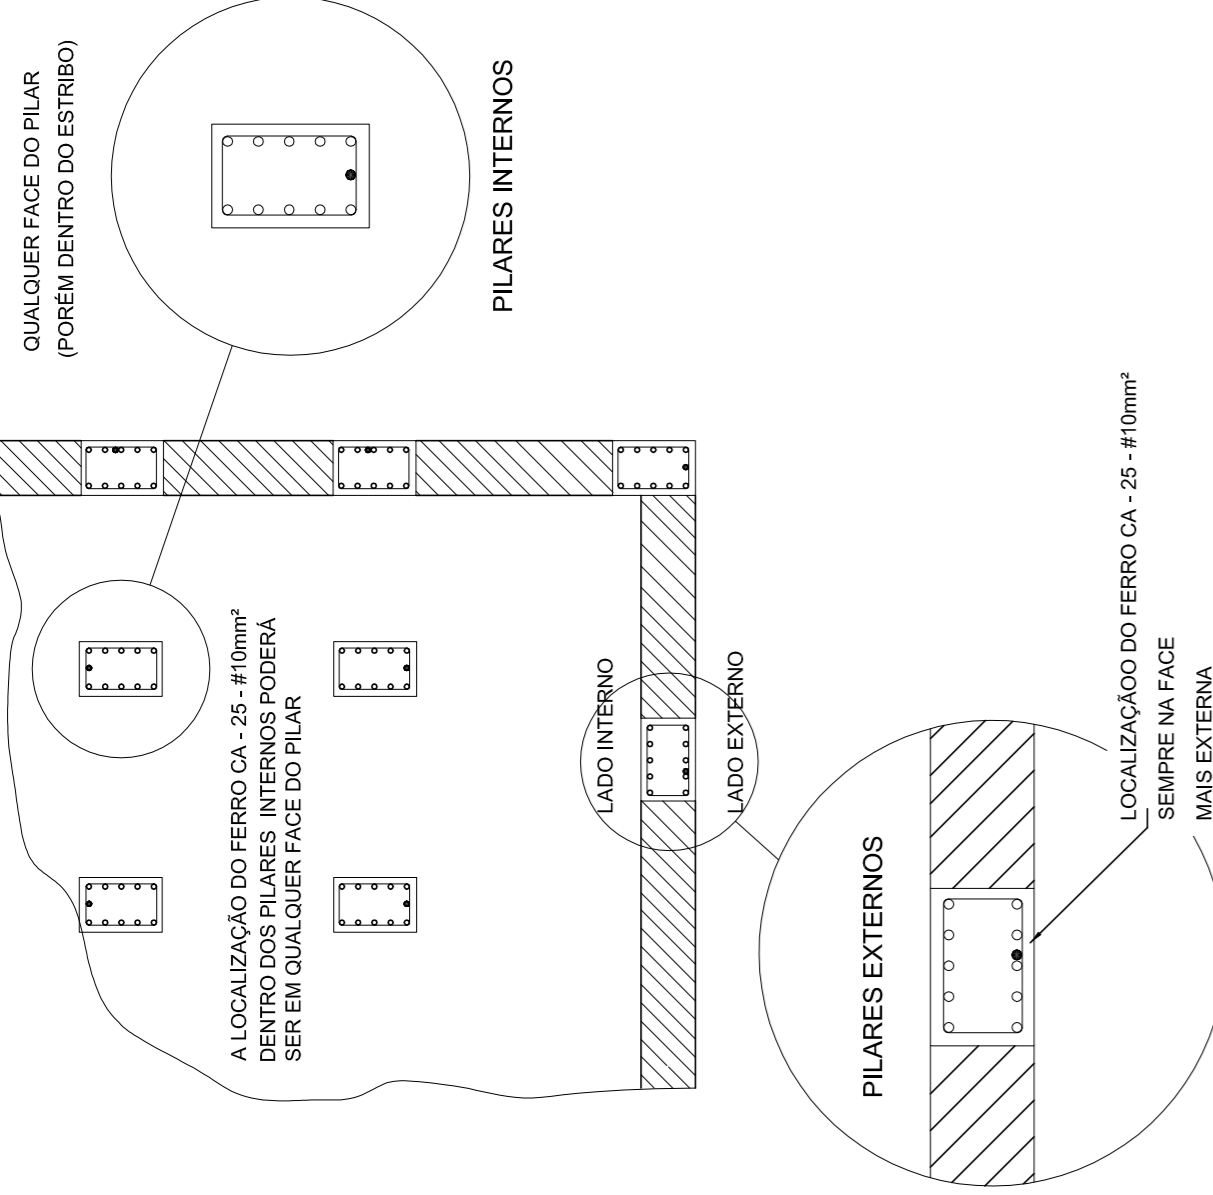 QUALQUER FACE DO PILAR
(PORÉM DENTRO DO ESTRIBO)
PILARES INTERNOS
A LOCALIZAÇÃO DO FERRO CA - 25 - #10mm²
DENTRO DOS PILARES INTERNOS PODERÁ
SER EM QUALQUER FACE DO PILAR
LADO INTERNO
LADO EXTERNO
PILARES EXTERNOS
LOCALIZAÇÃOO DO FERRO CA - 25 - #10mm²
SEMPRE NA FACE
MAIS EXTERNA